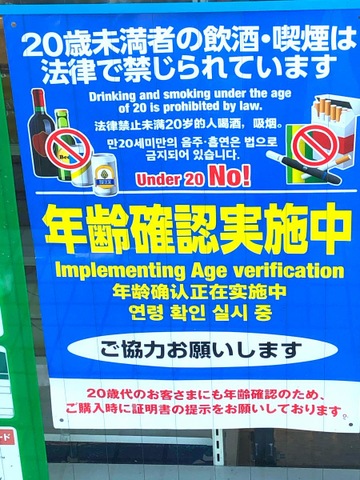 20歳未満者の飲酒・喫煙は
法律で禁じられています
Drinking and smoking under the age
of 20 is prohibited by law.
法律禁止未满20岁的人喝酒，吸烟。
만20세미만의 음주·흡연은 법으로
금지되어 있습니다.
Under 20 No!
年齢確認実施中
Implementing Age verification
年龄确认正在实施中
연령 확인 실시 중
ご協力お願いします
20歳代のお客さまにも年齢確認のため、
ご購入時に証明書の提示をお願いしております。
ード